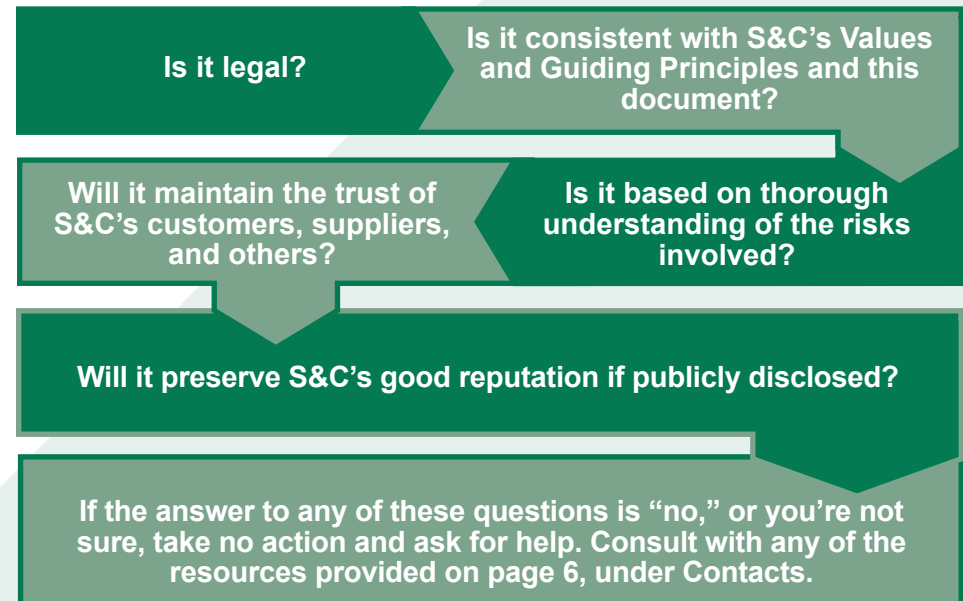 Is it legal?
Is it consistent with S&C’s Values
and Guiding Principles and this
document?
Is it based on thorough
understanding of the risks
involved?
Will it maintain the trust of
S&C’s customers, suppliers,
and others?
Will it preserve S&C’s good reputation if publicly disclosed?
If the answer to any of these questions is “no,” or you’re not
sure, take no action and ask for help. Consult with any of the
resources provided on page 6, under Contacts.